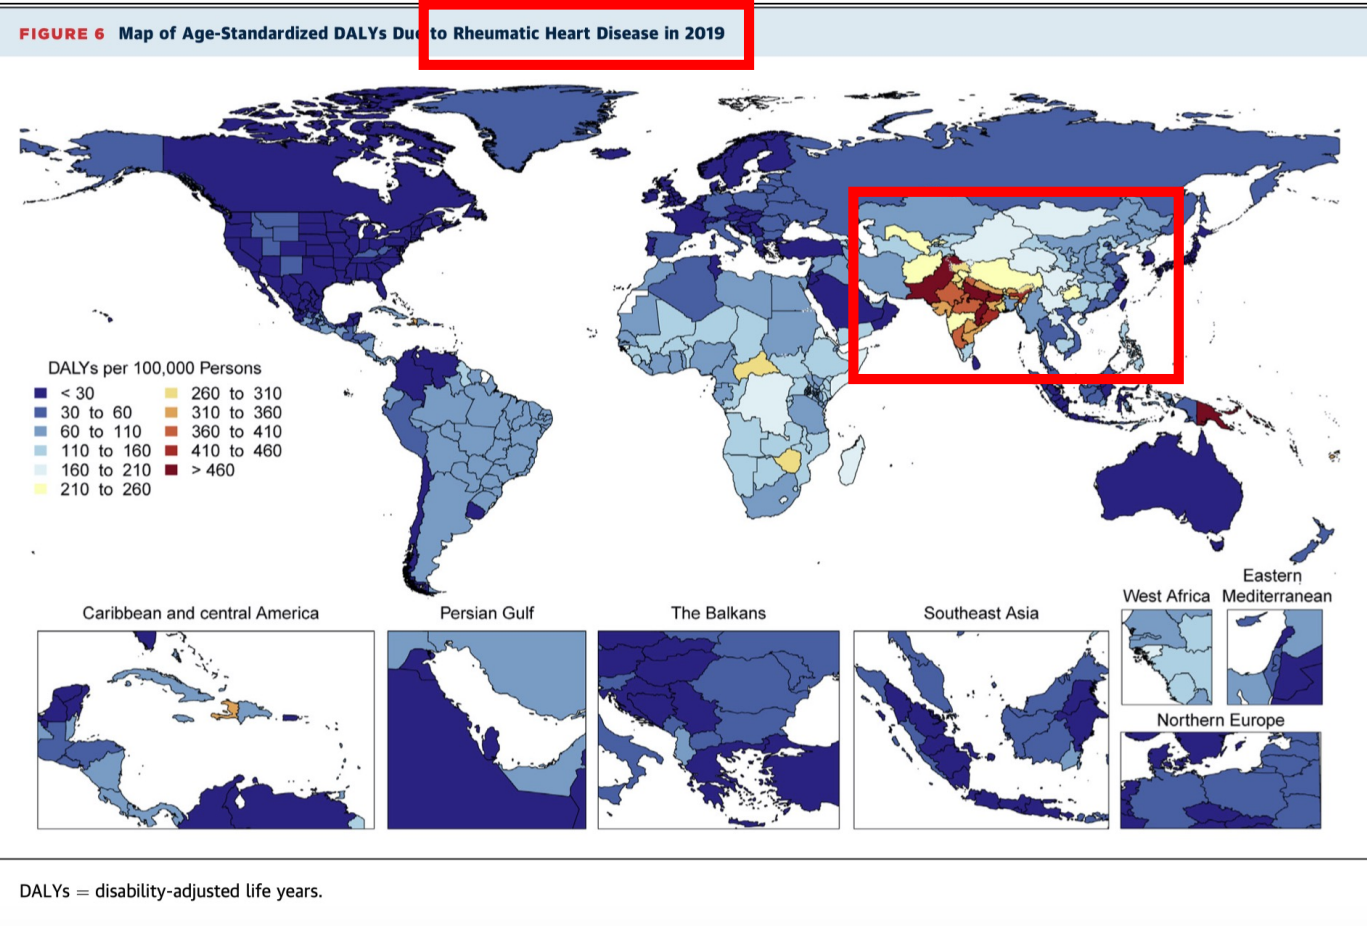 FIGURE 6 Map of Age-Standardized DALYs Due to Rheumatic Heart Disease in 2019
DALYs per 100,000 Persons
< 30
30 to 60
60 to 110
110 to 160
160 to 210
210 to 260
260 to 310
310 to 360
360 to 410
410 to 460
> 460
Caribbean and central America
Persian Gulf
The Balkans
Southeast Asia
West Africa
Eastern
Mediterranean
Northern Europe
DALYs = disability-adjusted life years.